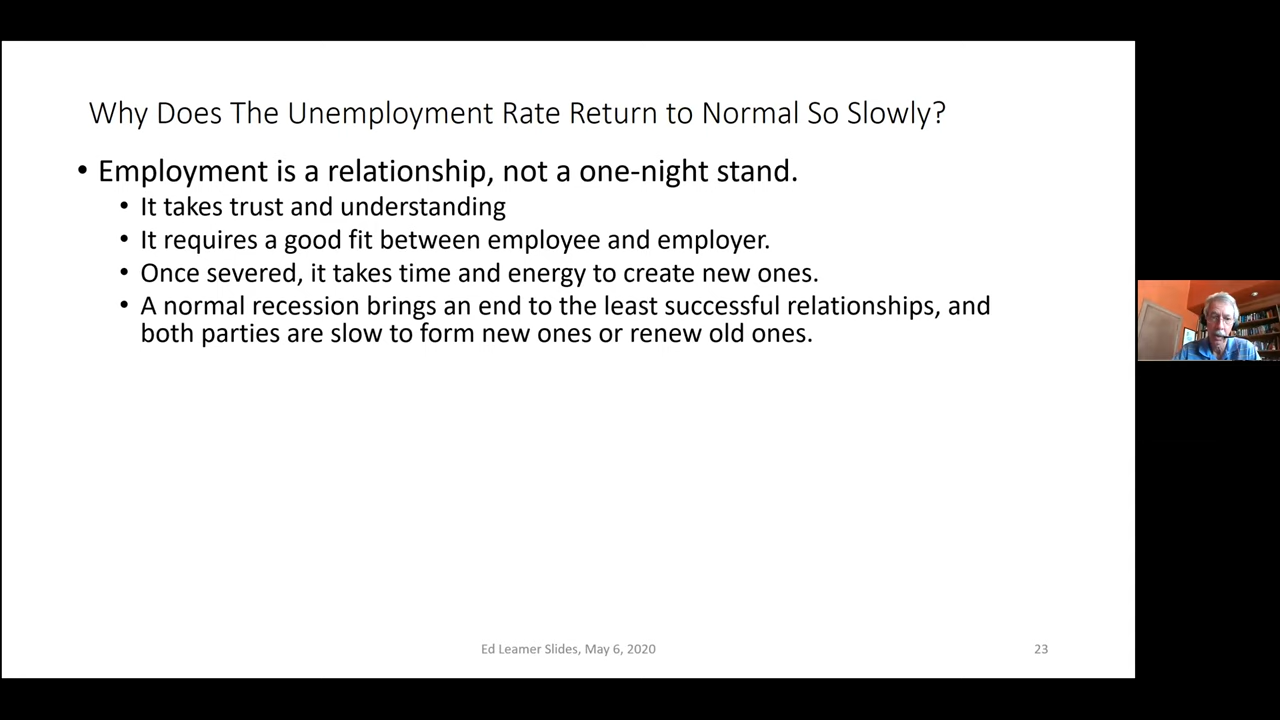 Why Does The Unemployment Rate Return to Normal So Slowly?
• Employment is a relationship, not a one-night stand.
• It takes trust and understanding
• It requires a good fit between employee and employer.
• Once severed, it takes time and energy to create new ones.
• A normal recession brings an end to the least successful relationships, and
both parties are slow to form new ones or renew old ones.
Ed Leamer Slides, May 6, 2020
23